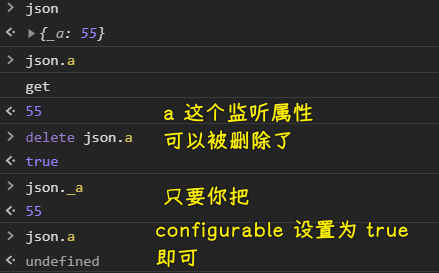 > json
<· ▶{_a: 55}
> json.a
get
<· 55
a 这个监听属性
> delete json.a
可以被删除了
<· true
> json._a
只要你把
<· 55
> json.a
configurable 设置为 true
<· undefined
即可